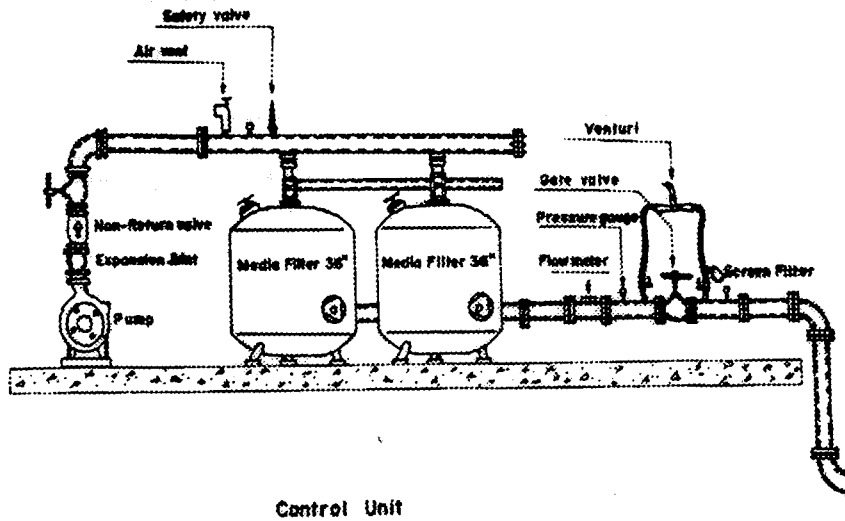 Safety valve
Air vent
Venturi
Gate valve
Pressure gauge
Non-Return valve
Expansion Joint
Media Filter 36"
Media Filter 36"
Flowmeter
Screen Filter
Pump
Control Unit